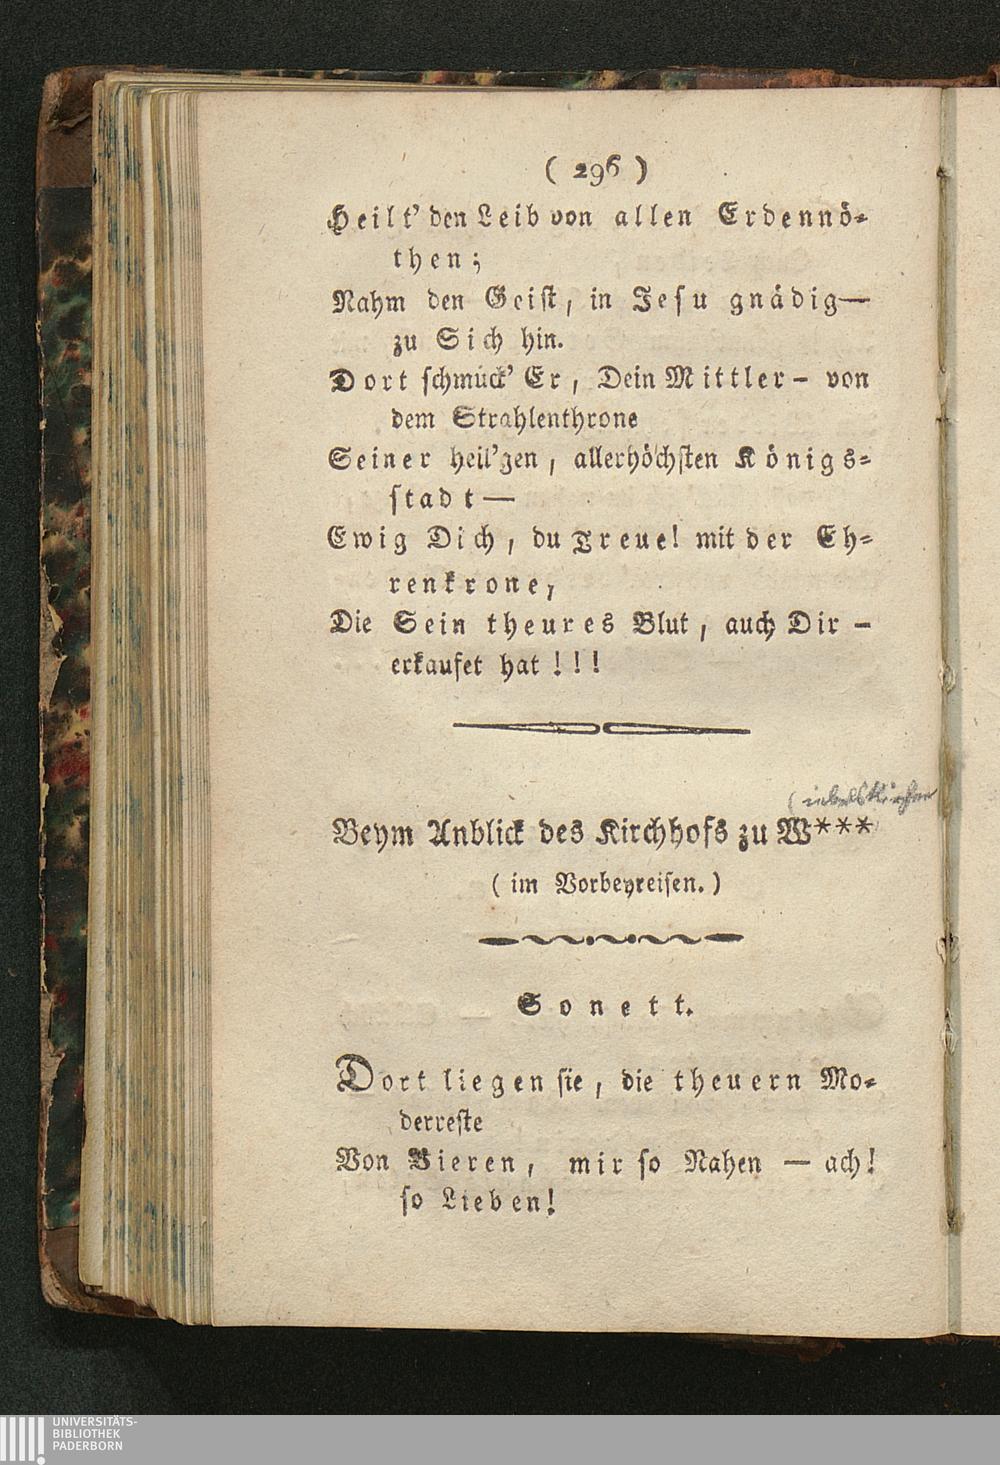 ( 296 )
Heilt' den Leib von allen Erdennö-
then;
Nahm den Geist, in Jesu gnädig—
zu Sich hin.
Dort schmück' Er, Dein Mittler - von
dem Strahlenthrone
Seiner heil'gen, allerhöchsten Königs-
stadt—
Ewig Dich, du Treue! mit der Eh-
renkrone,
Die Sein theures Blut, auch Dir -
erkaufet hat!!!
Beym Anblick des Kirchhofs zu W***
(im Vorbeyreisen.)
Sonett.
Dort liegen sie, die theuern Mo-
derreste
Von Vieren, mir so Nahen — ach!
so Lieben!
UNIVERSITÄTS-
BIBLIOTHEK
PADERBORN